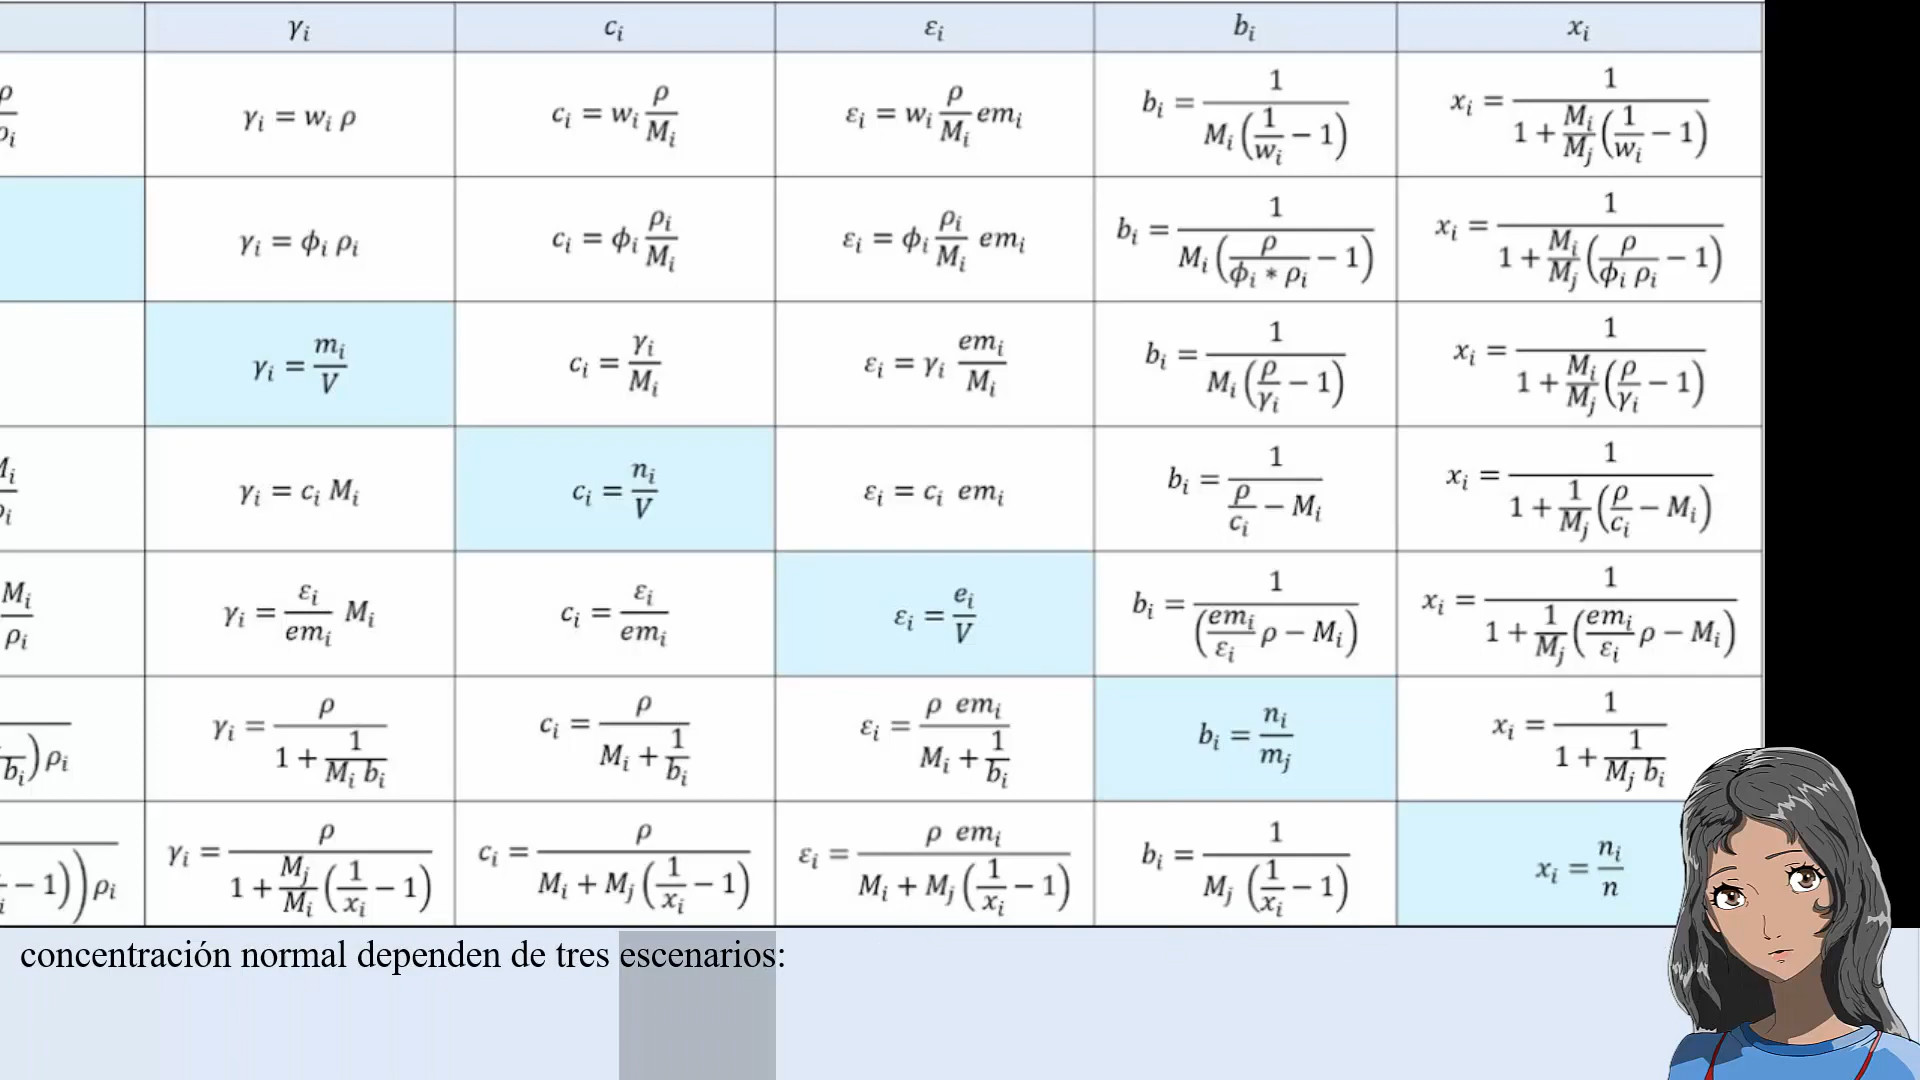 γᵢ cᵢ εᵢ bᵢ xᵢ
ρ/ρᵢ γᵢ = wᵢ ρ cᵢ = wᵢ ρ/Mᵢ εᵢ = wᵢ ρ/Mᵢ emᵢ bᵢ = 1/(Mᵢ(1/wᵢ − 1)) xᵢ = 1/(1 + Mᵢ/Mⱼ(1/wᵢ − 1))
γᵢ = ϕᵢ ρᵢ cᵢ = ϕᵢ ρᵢ/Mᵢ εᵢ = ϕᵢ ρᵢ/Mᵢ emᵢ bᵢ = 1/(Mᵢ(ρ/(ϕᵢ * ρᵢ) − 1)) xᵢ = 1/(1 + Mᵢ/Mⱼ(ρ/(ϕᵢ ρᵢ) − 1))
γᵢ = mᵢ/V cᵢ = γᵢ/Mᵢ εᵢ = γᵢ emᵢ/Mᵢ bᵢ = 1/(Mᵢ(ρ/γᵢ − 1)) xᵢ = 1/(1 + Mᵢ/Mⱼ(ρ/γᵢ − 1))
Mᵢ/ρᵢ γᵢ = cᵢ Mᵢ cᵢ = nᵢ/V εᵢ = cᵢ emᵢ bᵢ = 1/(ρ/cᵢ − Mᵢ) xᵢ = 1/(1 + 1/Mⱼ(ρ/cᵢ − Mᵢ))
Mᵢ/ρᵢ γᵢ = εᵢ/emᵢ Mᵢ cᵢ = εᵢ/emᵢ εᵢ = eᵢ/V bᵢ = 1/(emᵢ/εᵢ ρ − Mᵢ) xᵢ = 1/(1 + 1/Mⱼ(emᵢ/εᵢ ρ − Mᵢ))
bᵢ)ρᵢ γᵢ = ρ/(1 + 1/(Mᵢ bᵢ)) cᵢ = ρ/(Mᵢ + 1/bᵢ) εᵢ = ρ emᵢ/(Mᵢ + 1/bᵢ) bᵢ = nᵢ/mⱼ xᵢ = 1/(1 + 1/(Mⱼ bᵢ))
− 1))ρᵢ γᵢ = ρ/(1 + Mⱼ/Mᵢ(1/xᵢ − 1)) cᵢ = ρ/(Mᵢ + Mⱼ(1/xᵢ − 1)) εᵢ = ρ emᵢ/(Mᵢ + Mⱼ(1/xᵢ − 1)) bᵢ = 1/(Mⱼ(1/xᵢ − 1)) xᵢ = nᵢ/n
concentración normal dependen de tres escenarios: